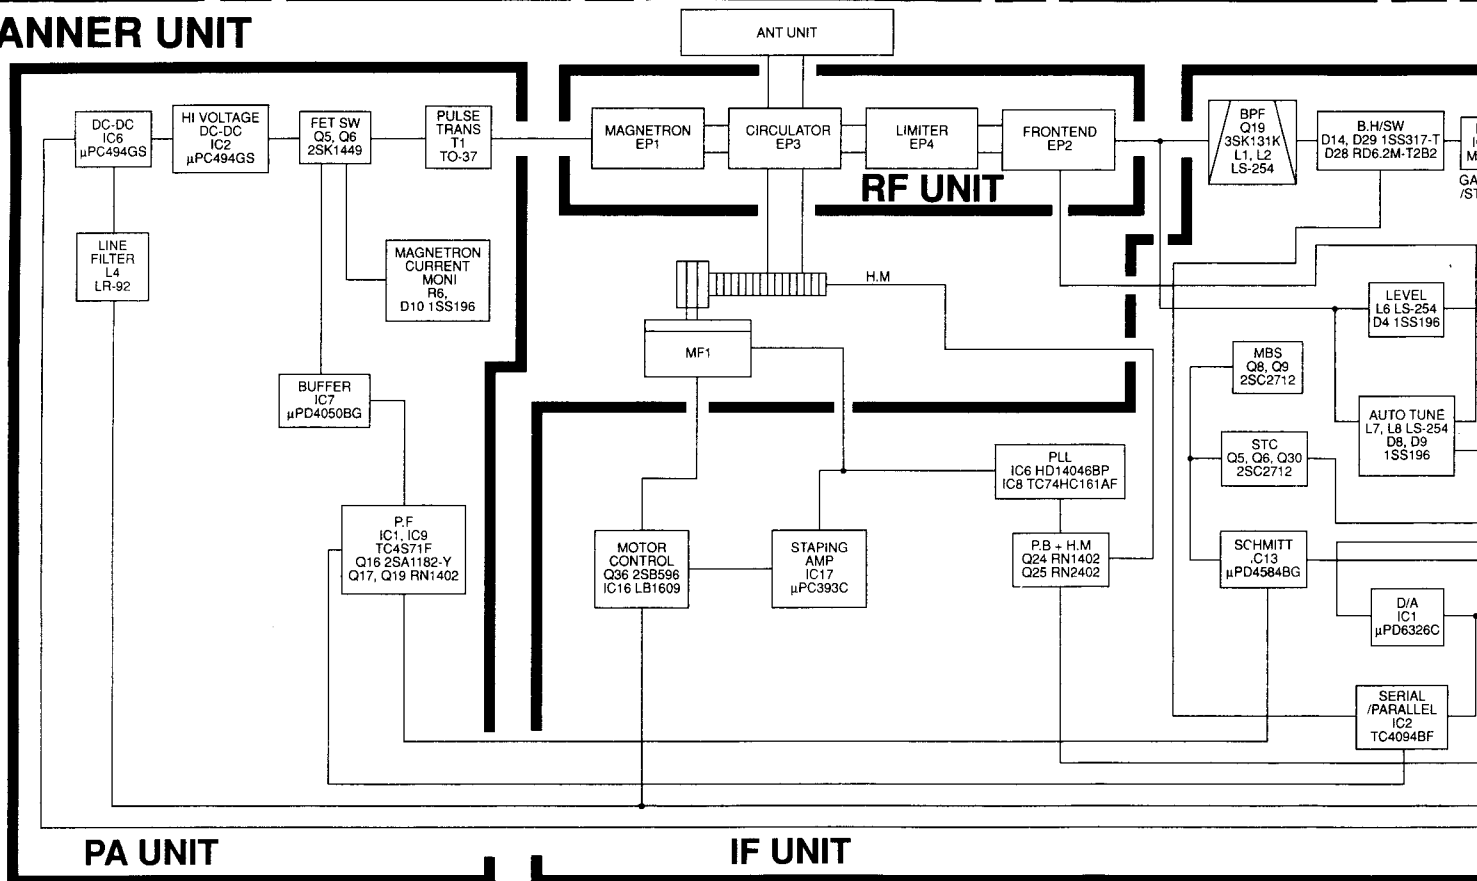 ANNER UNIT
ANT UNIT
DC-DC
IC6
µPC494GS
HI VOLTAGE
DC-DC
IC2
µPC494GS
FET SW
Q5, Q6
2SK1449
PULSE
TRANS
T1
TO-37
MAGNETRON
EP1
CIRCULATOR
EP3
LIMITER
EP4
FRONTEND
EP2
RF UNIT
BPF
Q19
3SK131K
L1, L2
LS-254
B.H/SW
D14, D29 1SS317-T
D28 RD6.2M-T2B2
GA
/ST
LINE
FILTER
L4
LR-92
MAGNETRON
CURRENT
MONI
R6,
D10 1SS196
H.M
LEVEL
L6 LS-254
D4 1SS196
MF1
MBS
Q8, Q9
2SC2712
BUFFER
IC7
µPD4050BG
AUTO TUNE
L7, L8 LS-254
D8, D9
1SS196
STC
Q5, Q6, Q30
2SC2712
PLL
IC6 HD14046BP
IC8 TC74HC161AF
P.F
IC1, IC9
TC4S71F
Q16 2SA1182-Y
Q17, Q19 RN1402
MOTOR
CONTROL
Q36 2SB596
IC16 LB1609
STAPING
AMP
IC17
µPC393C
P.B + H.M
Q24 RN1402
Q25 RN2402
SCHMITT
.C13
µPD4584BG
D/A
IC1
µPD6326C
SERIAL
/PARALLEL
IC2
TC4094BF
PA UNIT
IF UNIT